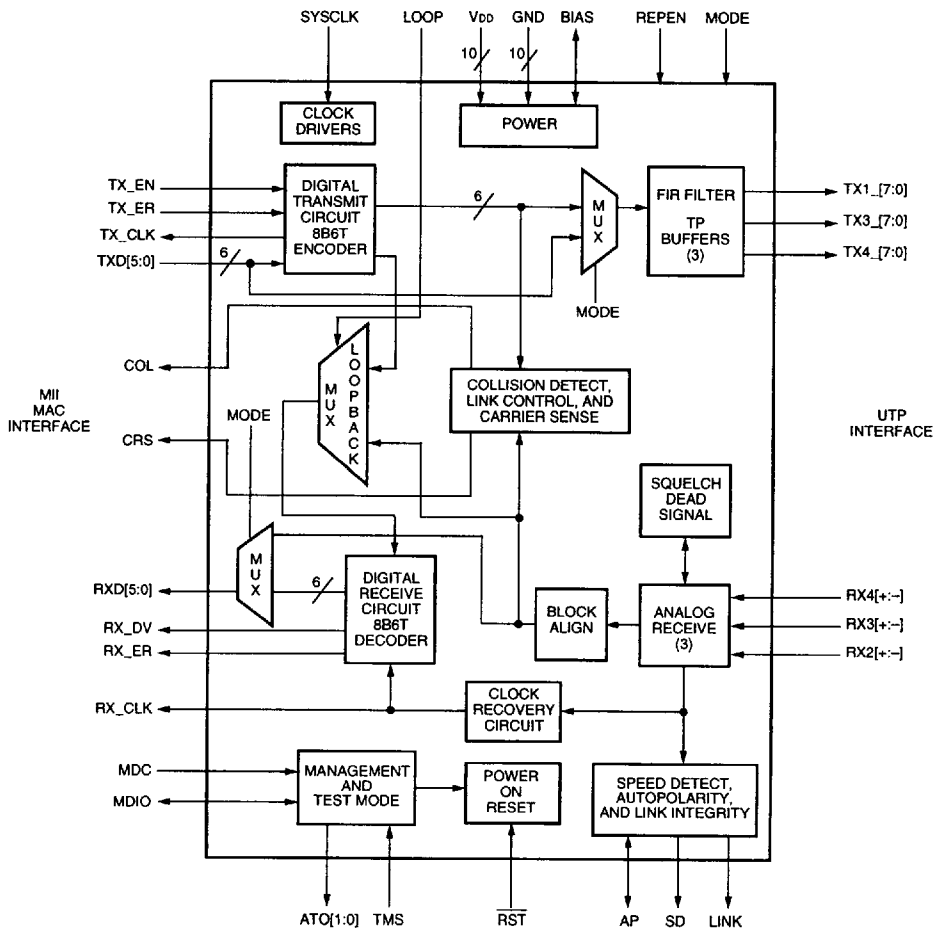 SYSCLK
LOOP
VDD
GND
BIAS
REPEN
MODE
10
10
CLOCK
DRIVERS
POWER
TX_EN
TX_ER
TX_CLK
TXD[5:0]
6
DIGITAL
TRANSMIT
CIRCUIT
8B6T
ENCODER
6
MUX
MODE
FIR FILTER
TP
BUFFERS
(3)
TX1_[7:0]
TX3_[7:0]
TX4_[7:0]
COL
CRS
MII
MAC
INTERFACE
MODE
LOOPBACK
MUX
COLLISION DETECT,
LINK CONTROL, AND
CARRIER SENSE
UTP
INTERFACE
SQUELCH
DEAD
SIGNAL
MUX
6
RXD[5:0]
RX_DV
RX_ER
RX_CLK
DIGITAL
RECEIVE
CIRCUIT
8B6T
DECODER
BLOCK
ALIGN
ANALOG
RECEIVE
(3)
RX4[+:–]
RX3[+:–]
RX2[+:–]
CLOCK
RECOVERY
CIRCUIT
MDC
MDIO
MANAGEMENT
AND
TEST MODE
POWER
ON
RESET
SPEED DETECT,
AUTOPOLARITY,
AND LINK INTEGRITY
ATO[1:0]
TMS
RST
AP
SD
LINK